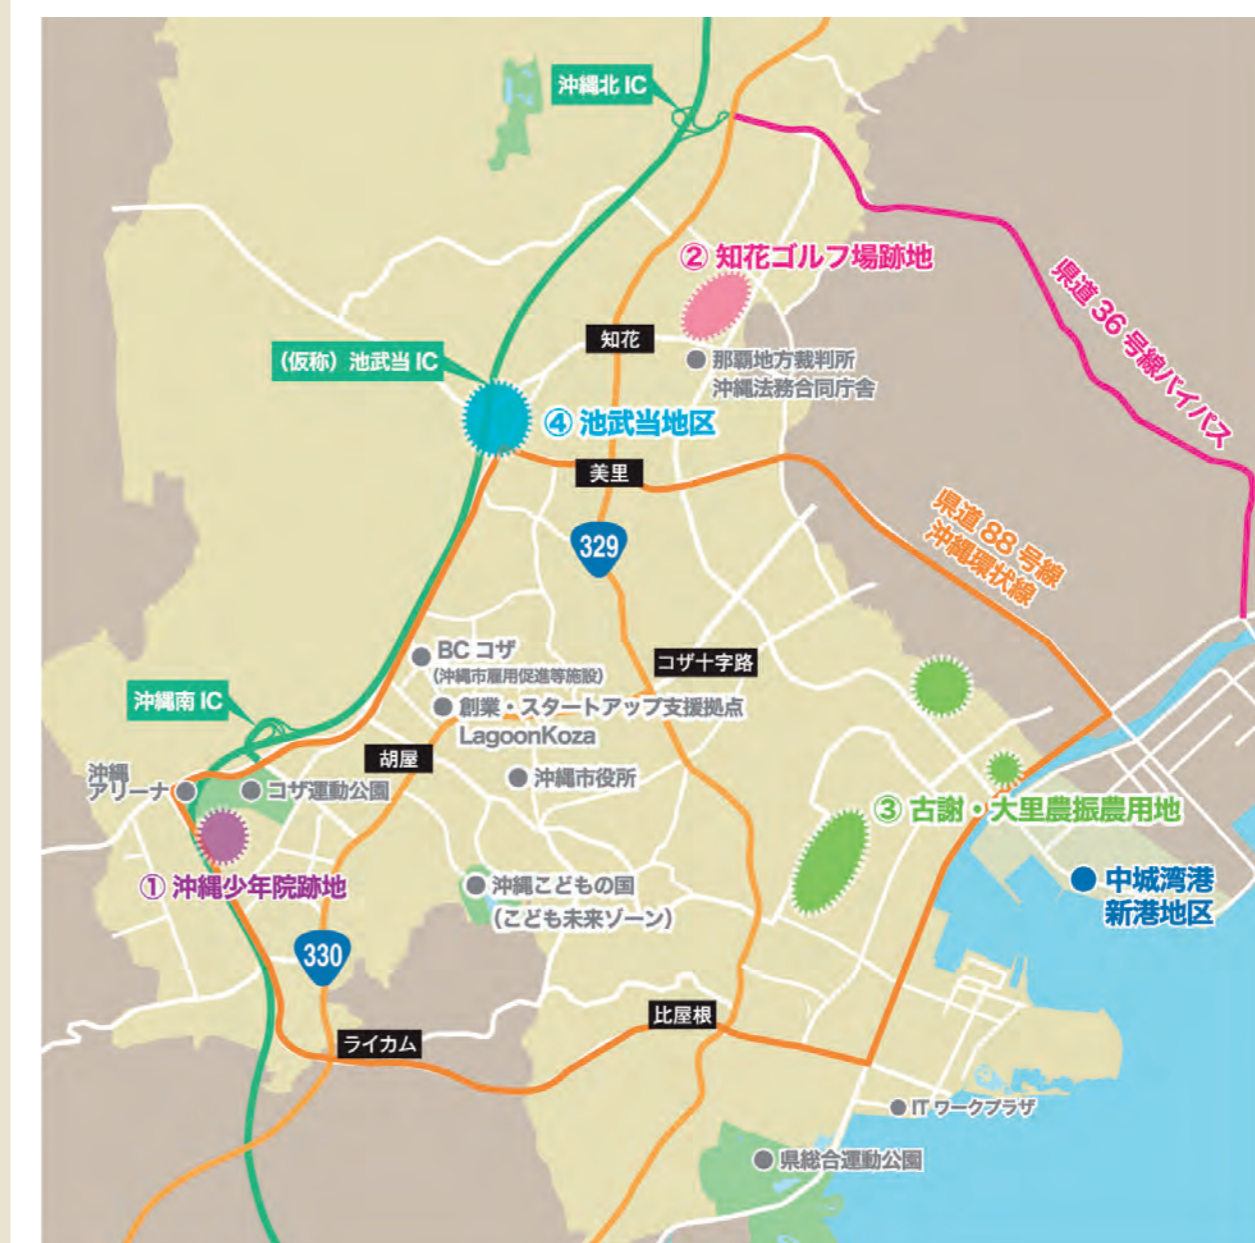 沖縄北 IC
② 知花ゴルフ場跡地
県道 36 号線バイパス
知花
(仮称) 池武当 IC
那覇地方裁判所
沖縄法務合同庁舎
④ 池武当地区
美里
県道 88 号線
沖縄環状線
329
BC コザ
(沖縄市雇用促進等施設)
コザ十字路
沖縄南 IC
創業・スタートアップ支援拠点
LagoonKoza
胡屋
沖縄
アリーナ
コザ運動公園
沖縄市役所
③ 古謝・大里農振農用地
① 沖縄少年院跡地
沖縄こどもの国
(こども未来ゾーン)
中城湾港
新港地区
330
比屋根
ライカム
IT ワークプラザ
県総合運動公園